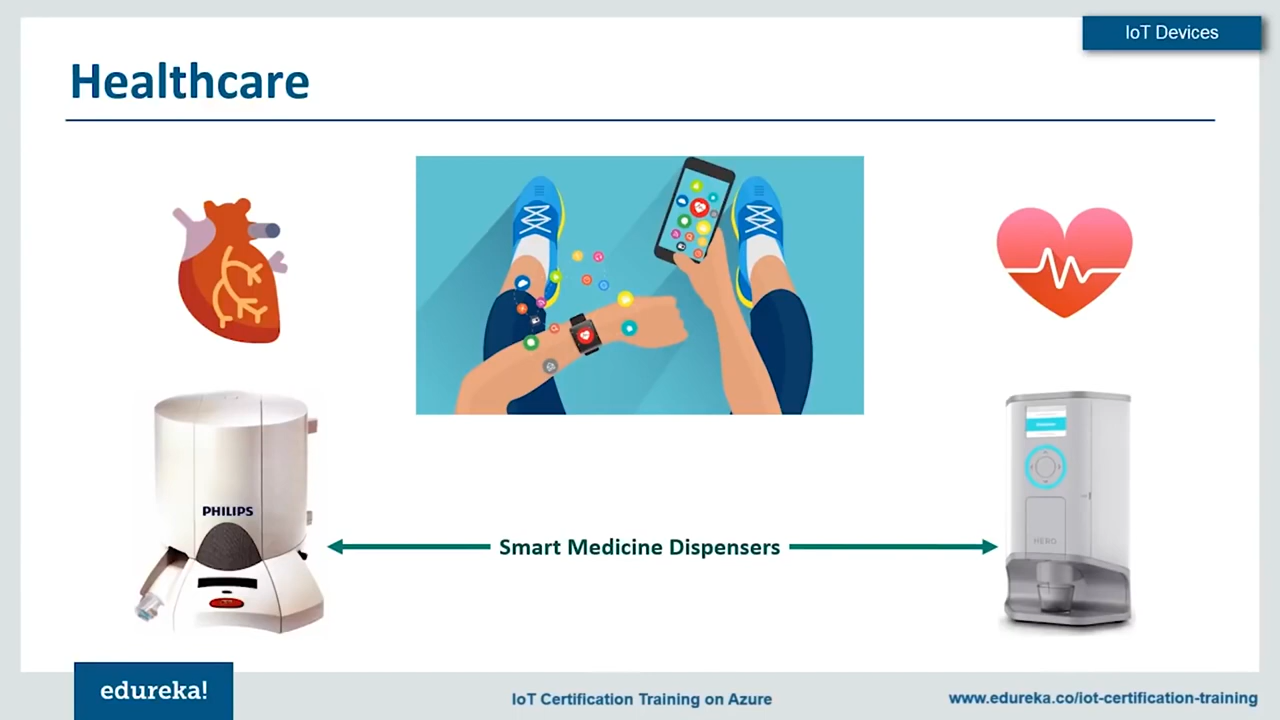 IoT Devices
Healthcare
PHILIPS
Smart Medicine Dispensers
HERO
edureka!
IoT Certification Training on Azure
www.edureka.co/iot-certification-training